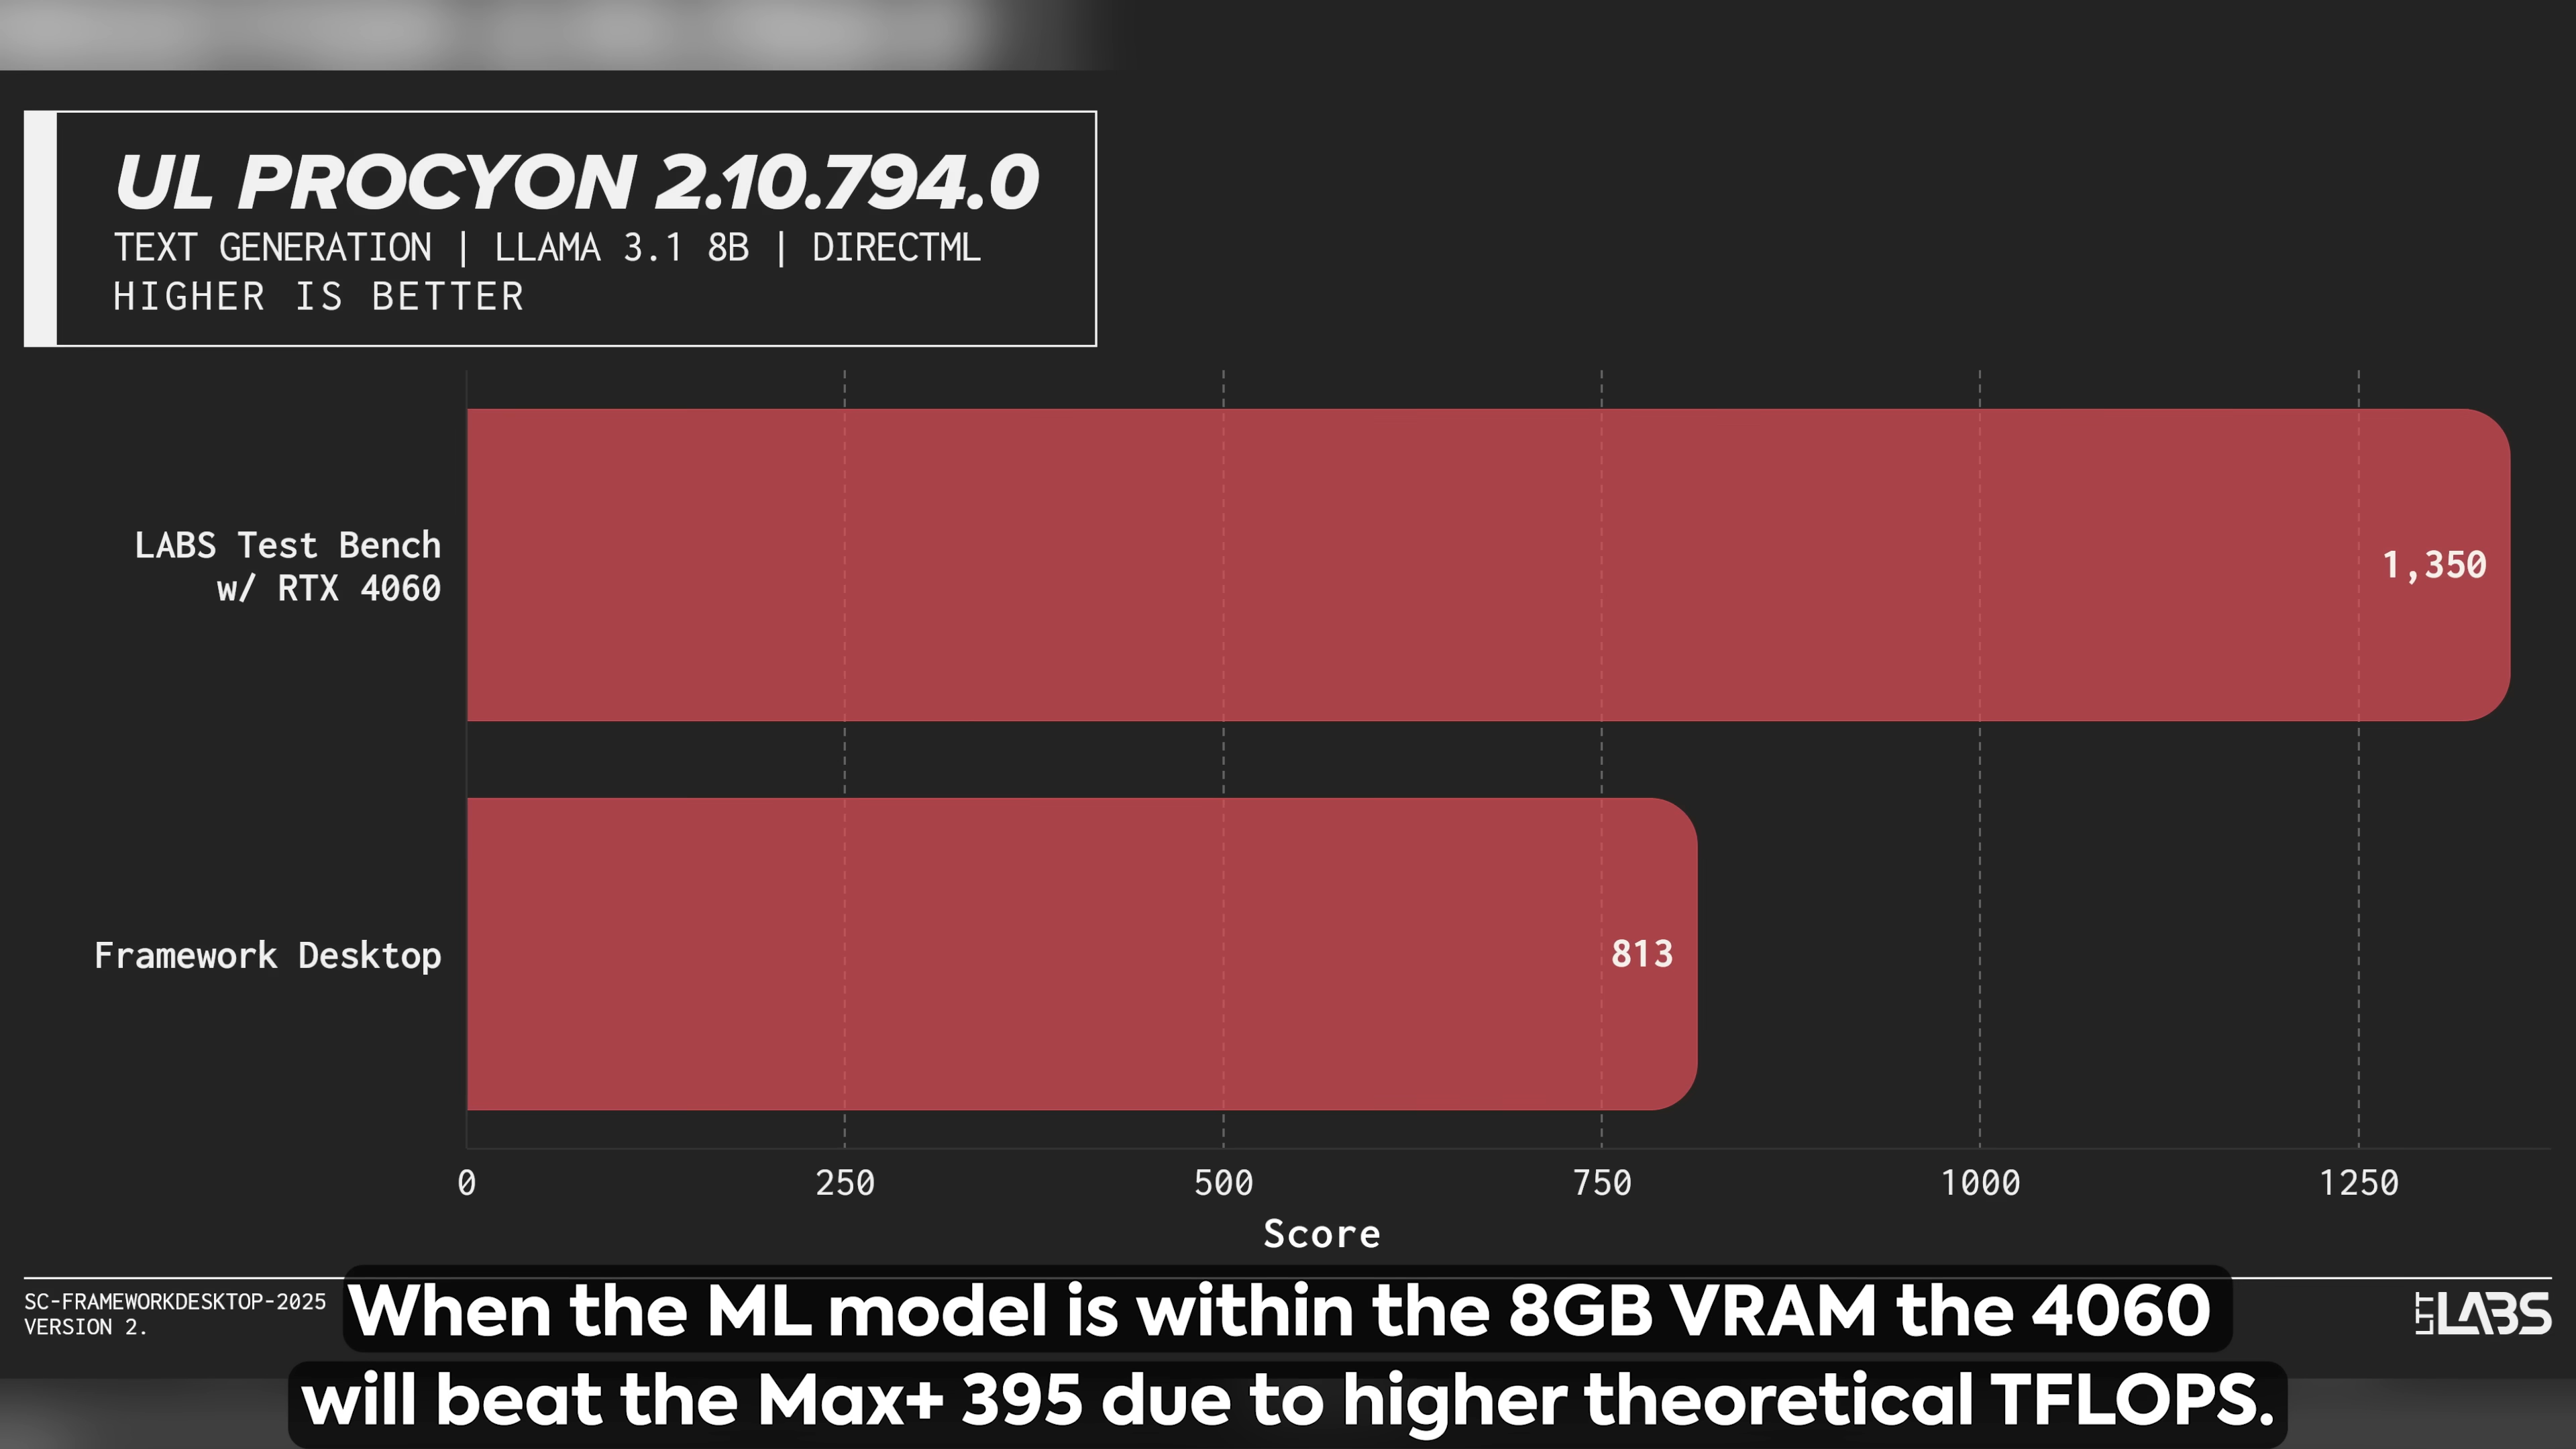 UL PROCYON 2.10.794.0
TEXT GENERATION | LLAMA 3.1 8B | DIRECTML
HIGHER IS BETTER
LABS Test Bench
w/ RTX 4060
1,350
Framework Desktop
813
0 250 500 750 1000 1250
Score
SC-FRAMEWORKDESKTOP-2025
VERSION 2.
LTT LABS
When the ML model is within the 8GB VRAM the 4060
will beat the Max+ 395 due to higher theoretical TFLOPS.